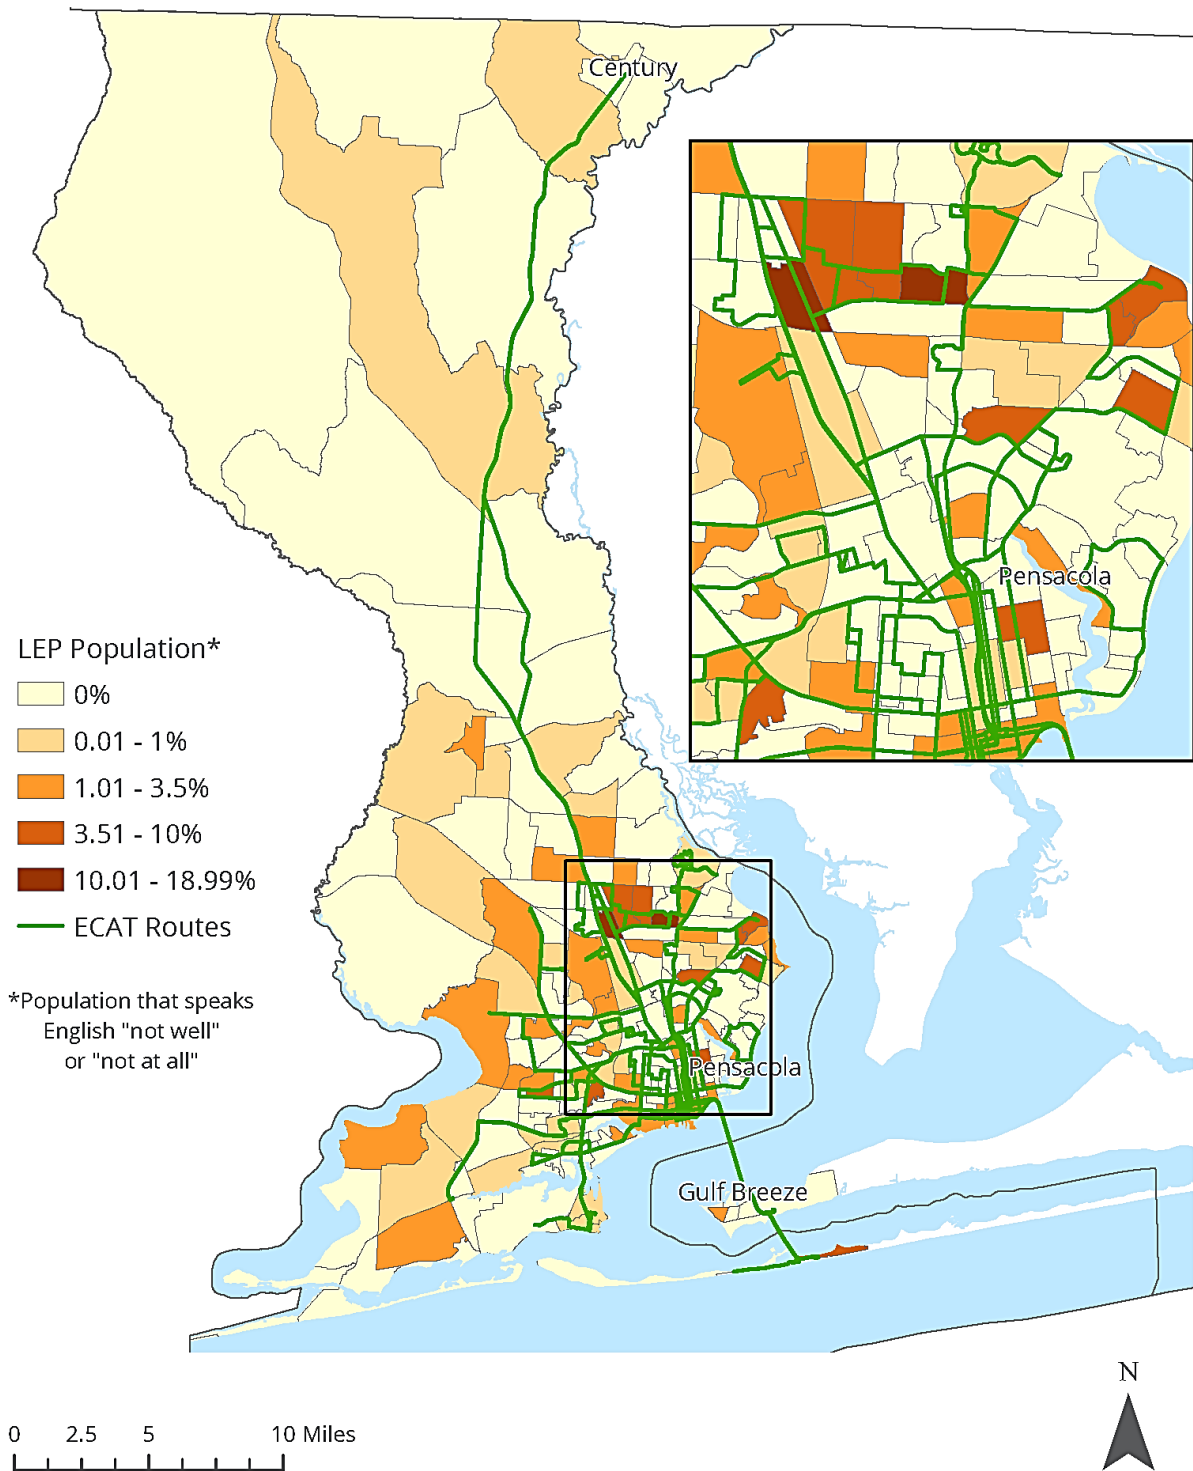 Century
Pensacola
LEP Population*
0%
0.01 - 1%
1.01 - 3.5%
3.51 - 10%
10.01 - 18.99%
ECAT Routes
*Population that speaks
English "not well"
or "not at all"
Pensacola
Gulf Breeze
N
0 2.5 5 10 Miles